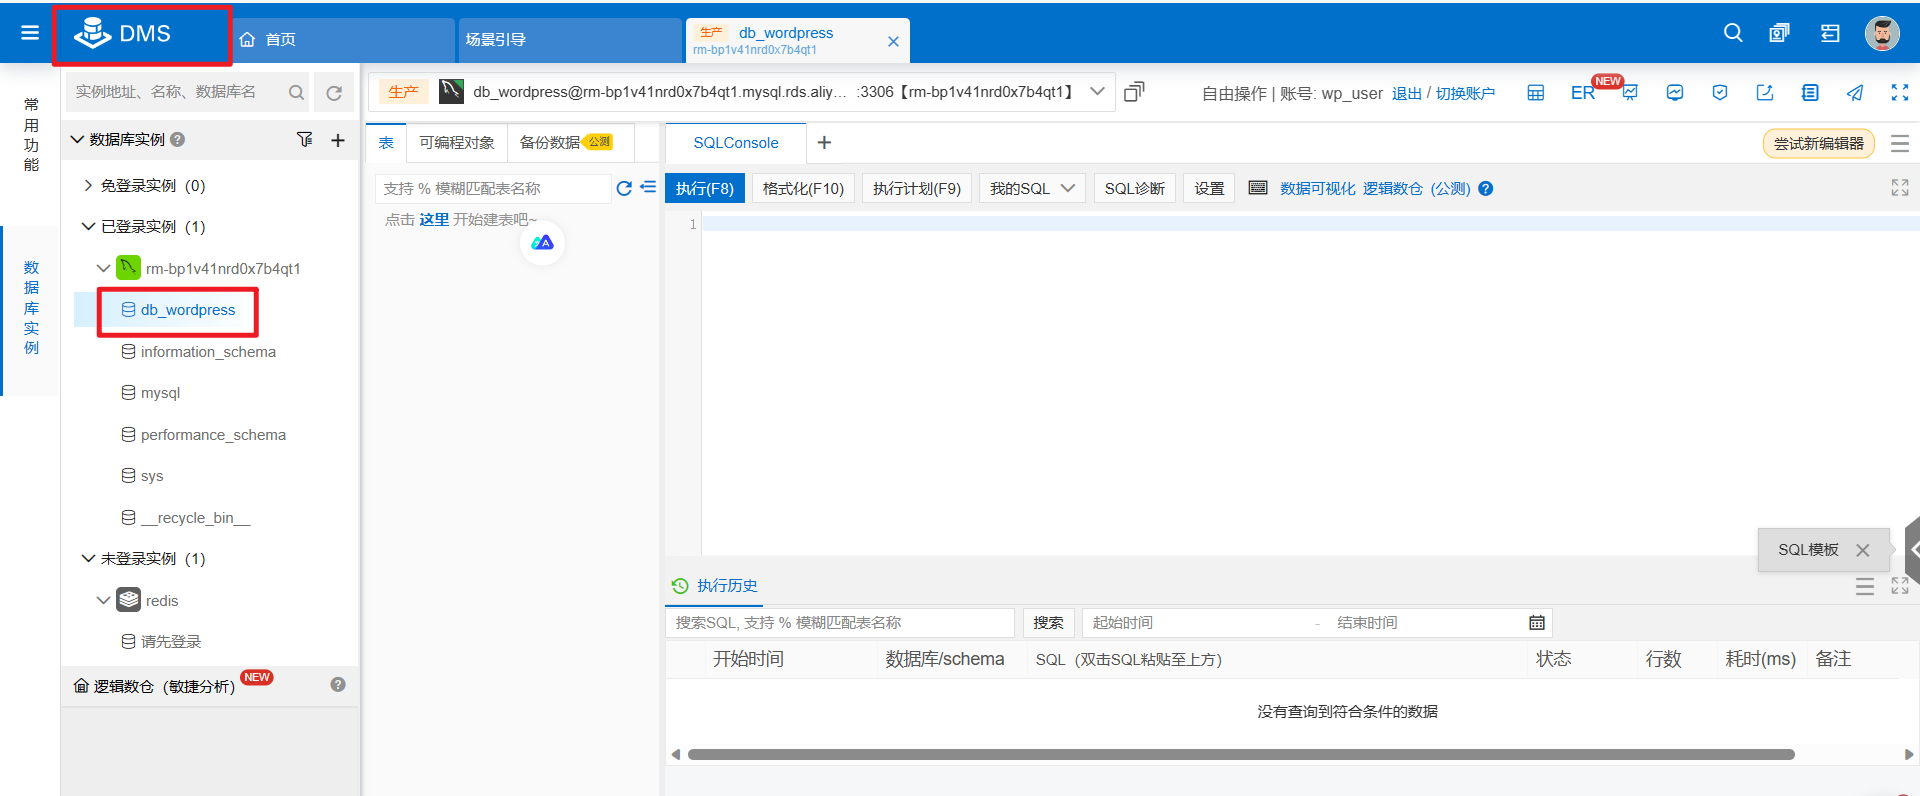 DMS
首页
场景引导
生产 db_wordpress
rm-bp1v41nrd0x7b4qt1
常用功能
数据库实例
实例地址、名称、数据库名
数据库实例
免登录实例 (0)
已登录实例 (1)
rm-bp1v41nrd0x7b4qt1
db_wordpress
information_schema
mysql
performance_schema
sys
__recycle_bin__
未登录实例 (1)
redis
请先登录
逻辑数仓 (敏捷分析) NEW
生产 db_wordpress@rm-bp1v41nrd0x7b4qt1.mysql.rds.aliy... :3306【rm-bp1v41nrd0x7b4qt1】
自由操作 | 账号: wp_user 退出 / 切换账户
ER NEW
表 可编程对象 备份数据 公测
支持 % 模糊匹配表名称
点击 这里 开始建表吧~
SQLConsole +
尝试新编辑器
执行(F8) 格式化(F10) 执行计划(F9) 我的SQL SQL诊断 设置 数据可视化 逻辑数仓 (公测)
1
SQL模板
执行历史
搜索SQL, 支持 % 模糊匹配表名称 搜索 起始时间 - 结束时间
开始时间 数据库/schema SQL（双击SQL粘贴至上方） 状态 行数 耗时(ms) 备注
没有查询到符合条件的数据